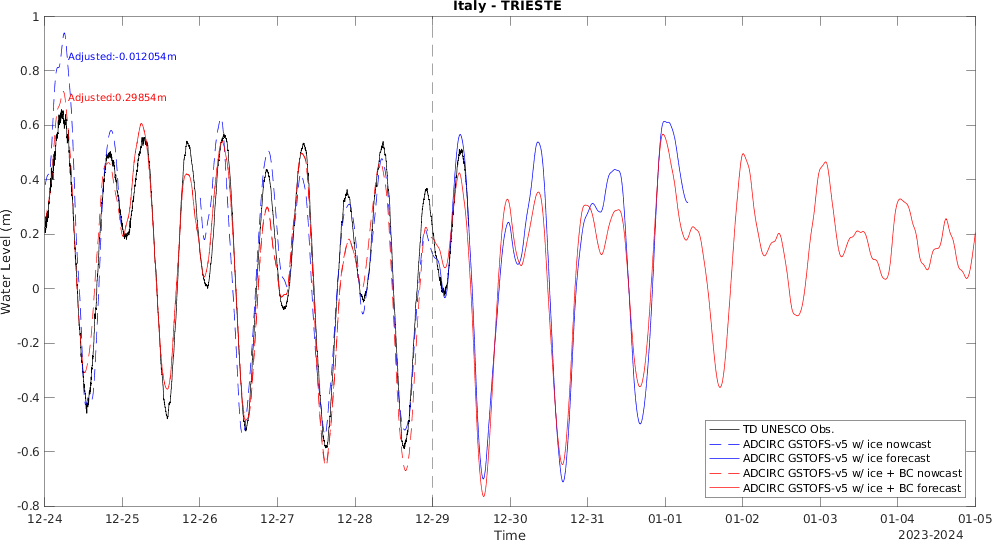 Italy - TRIESTE
Adjusted:-0.012054m
Adjusted:0.29854m
Water Level (m)
1
0.8
0.6
0.4
0.2
0
-0.2
-0.4
-0.6
-0.8
TD UNESCO Obs.
ADCIRC GSTOFS-v5 w/ ice nowcast
ADCIRC GSTOFS-v5 w/ ice forecast
ADCIRC GSTOFS-v5 w/ ice + BC nowcast
ADCIRC GSTOFS-v5 w/ ice + BC forecast
12-24 12-25 12-26 12-27 12-28 12-29 12-30 12-31 01-01 01-02 01-03 01-04 01-05
Time
2023-2024